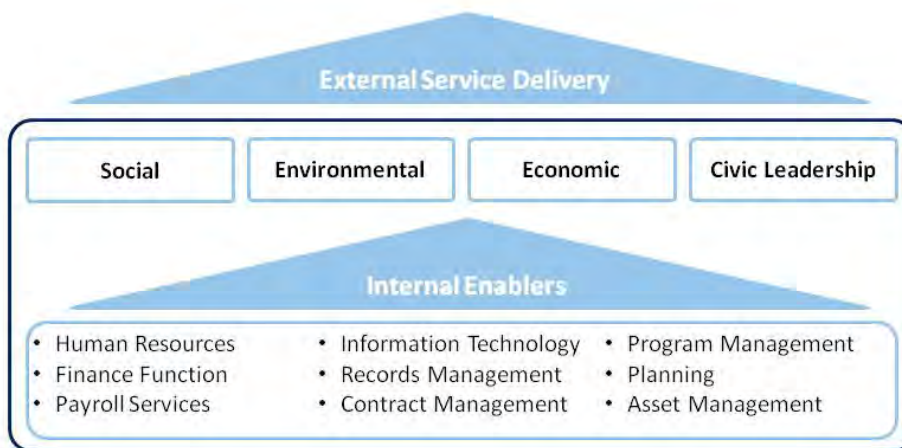 External Service Delivery
Social
Environmental
Economic
Civic Leadership
Internal Enablers
• Human Resources
• Finance Function
• Payroll Services
• Information Technology
• Records Management
• Contract Management
• Program Management
• Planning
• Asset Management